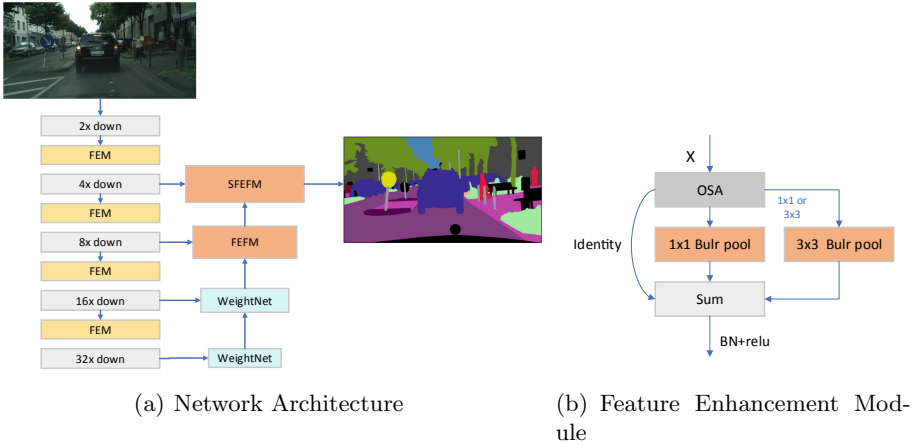 2x down
FEM
4x down
SFEFM
FEM
8x down
FEFM
FEM
16x down
WeightNet
FEM
32x down
WeightNet
(a) Network Architecture
X
OSA
1x1 or
3x3
Identity
1x1 Bulr pool
3x3 Bulr pool
Sum
BN+relu
(b) Feature Enhancement Mod-
ule